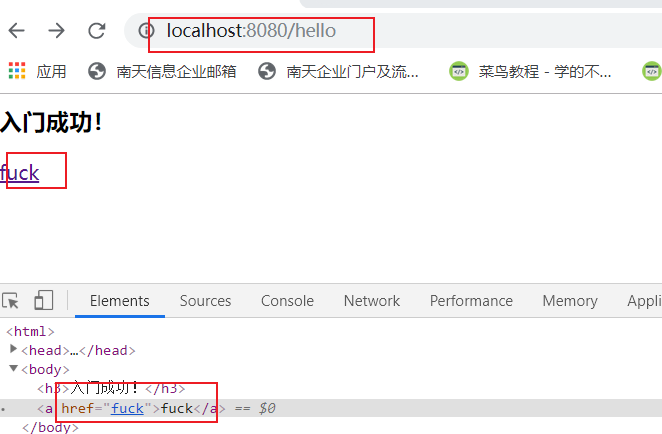 localhost:8080/hello
应用 南天信息企业邮箱 南天企业门户及流... 菜鸟教程 - 学的不...
入门成功！
fuck
Elements Sources Console Network Performance Memory Appli
<html>
<head>…</head>
<body>
<h3>入门成功！</h3>
<a href="fuck">fuck</a> == $0
</body>